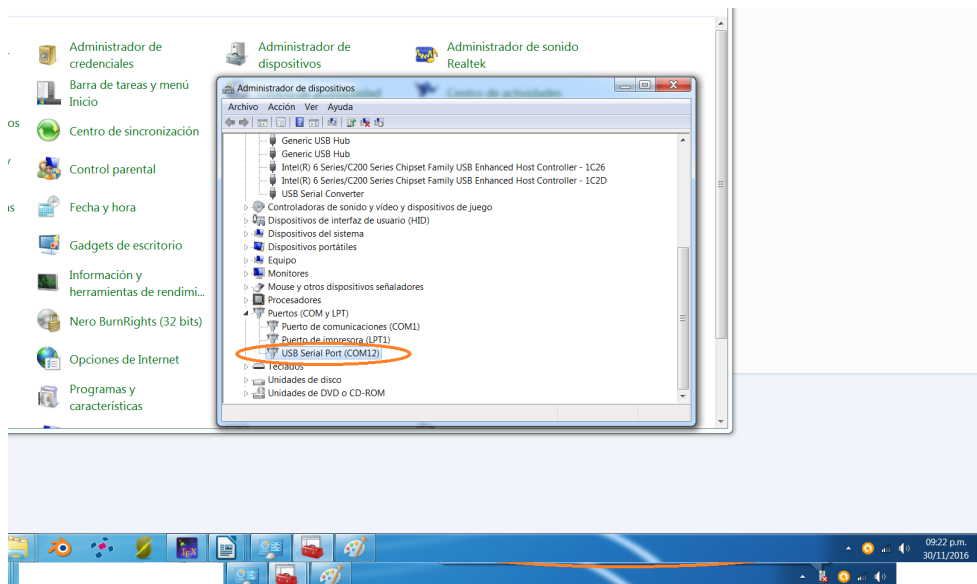 Administrador de
credenciales
Administrador de
dispositivos
Administrador de sonido
Realtek
Barra de tareas y menú
Inicio
os
Centro de sincronización
Control parental
as
Fecha y hora
Gadgets de escritorio
Información y
herramientas de rendimi...
Nero BurnRights (32 bits)
Opciones de Internet
Programas y
características
Centro de actividades
Administrador de dispositivos
Archivo Acción Ver Ayuda
Generic USB Hub
Generic USB Hub
Intel(R) 6 Series/C200 Series Chipset Family USB Enhanced Host Controller - 1C26
Intel(R) 6 Series/C200 Series Chipset Family USB Enhanced Host Controller - 1C2D
USB Serial Converter
Controladoras de sonido y vídeo y dispositivos de juego
Dispositivos de interfaz de usuario (HID)
Dispositivos del sistema
Dispositivos portátiles
Equipo
Monitores
Mouse y otros dispositivos señaladores
Procesadores
Puertos (COM y LPT)
Puerto de comunicaciones (COM1)
Puerto de impresora (LPT1)
USB Serial Port (COM12)
Teclados
Unidades de disco
Unidades de DVD o CD-ROM
TEX
09:22 p.m.
30/11/2016